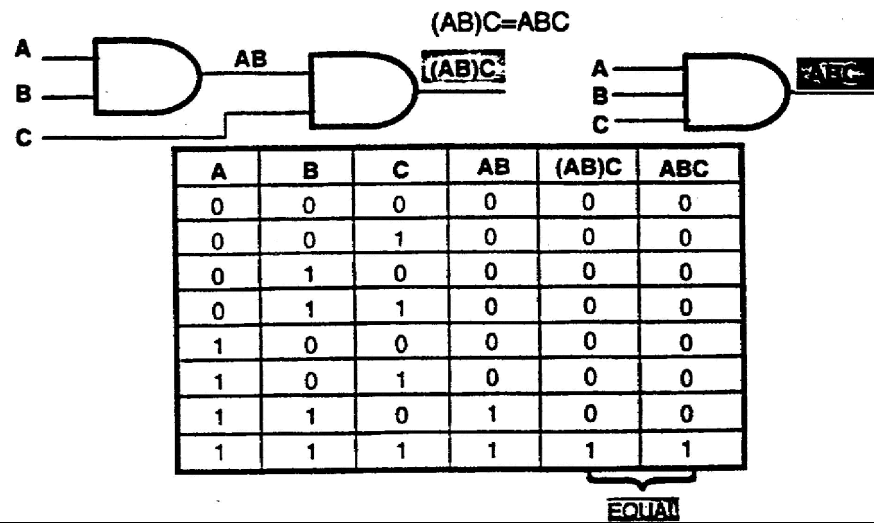 (AB)C=ABC
A
B
C
AB
(AB)C
A
B
C
ABC
A B C AB (AB)C ABC
0 0 0 0 0 0
0 0 1 0 0 0
0 1 0 0 0 0
0 1 1 0 0 0
1 0 0 0 0 0
1 0 1 0 0 0
1 1 0 1 0 0
1 1 1 1 1 1
EQUAL